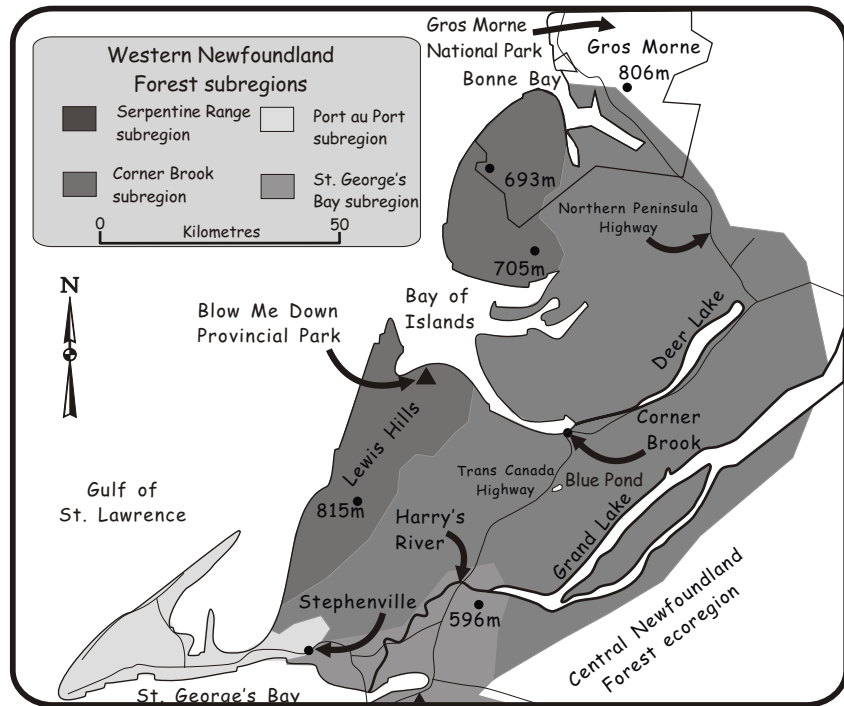 Western Newfoundland
Forest subregions
Serpentine Range
subregion
Port au Port
subregion
Corner Brook
subregion
St. George's
Bay subregion
0
50
Kilometres
Gros Morne
National Park
Gros Morne
806m
Bonne Bay
693m
Northern Peninsula
Highway
705m
N
Bay of
Islands
Blow Me Down
Provincial Park
Deer Lake
Corner
Brook
Lewis Hills
Trans Canada
Highway
Blue Pond
Gulf of
St. Lawrence
815m
Harry's
River
Grand Lake
Stephenville
596m
Central Newfoundland
Forest ecoregion
St. George's Bay